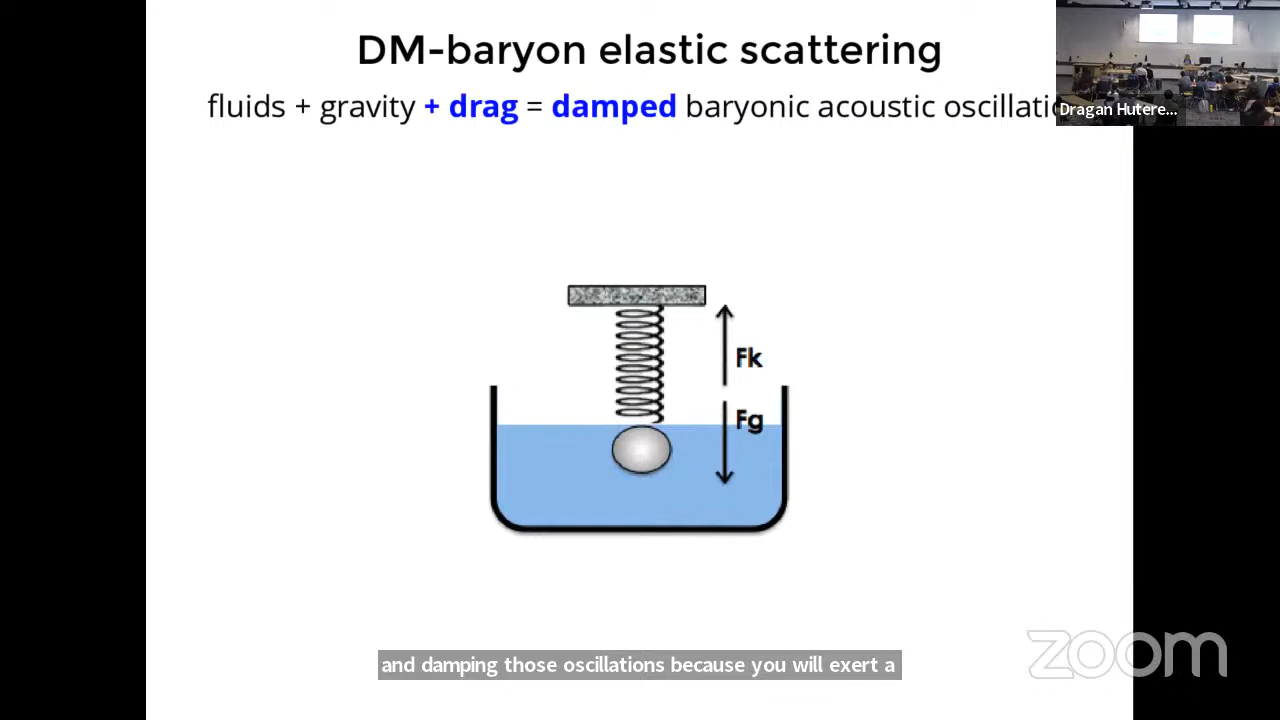 DM-baryon elastic scattering
fluids + gravity + drag = damped baryonic acoustic oscillati
Dragan Hutere...
Fk
Fg
and damping those oscillations because you will exert a
zoom